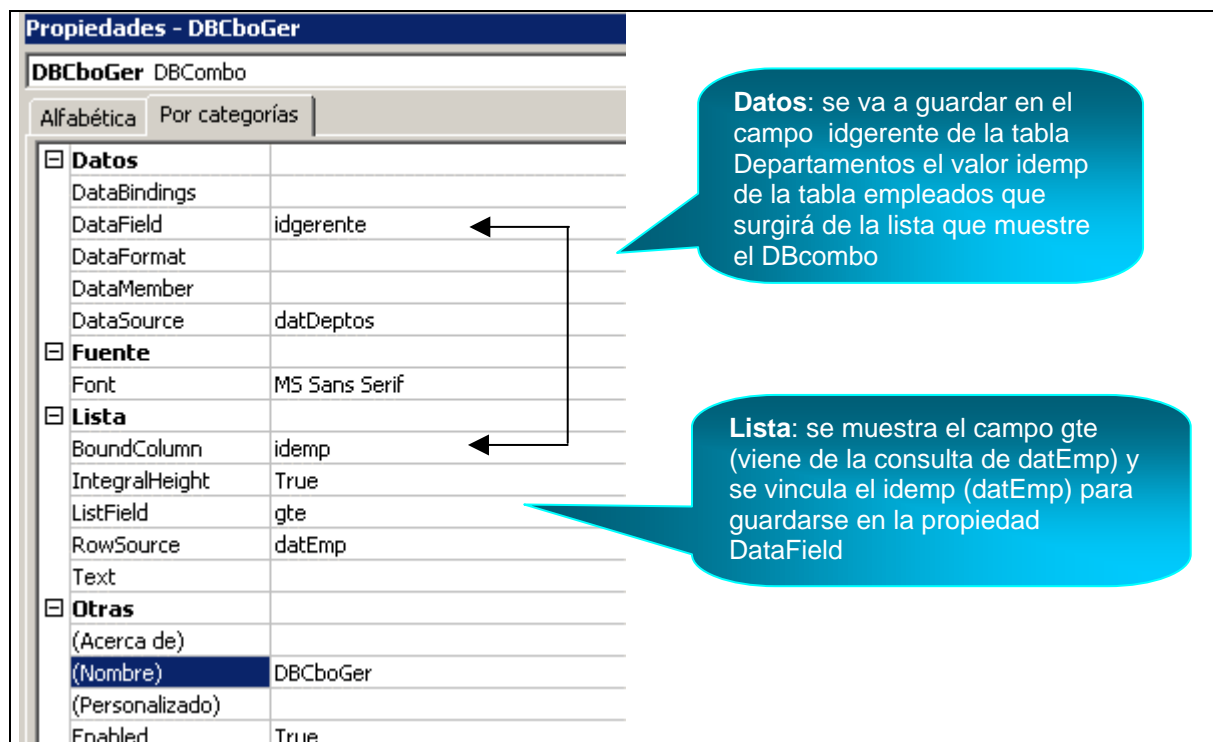 Propiedades - DBCboGer
DBCboGer DBCombo
Alfabética Por categorías
Datos
DataBindings
DataField idgerente
DataFormat
DataMember
DataSource datDeptos
Fuente
Font MS Sans Serif
Lista
BoundColumn idemp
IntegralHeight True
ListField gte
RowSource datEmp
Text
Otras
(Acerca de)
(Nombre) DBCboGer
(Personalizado)
Enabled True
Datos: se va a guardar en el
campo idgerente de la tabla
Departamentos el valor idemp
de la tabla empleados que
surgirá de la lista que muestre
el DBcombo
Lista: se muestra el campo gte
(viene de la consulta de datEmp) y
se vincula el idemp (datEmp) para
guardarse en la propiedad
DataField